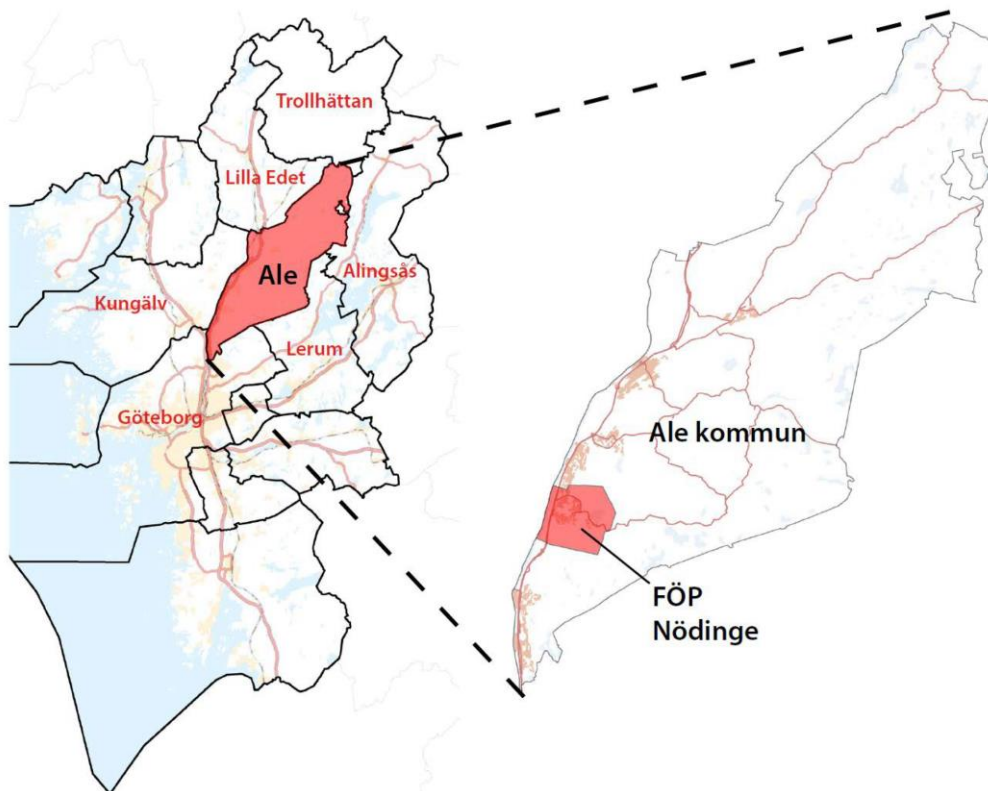 Trollhättan
Lilla Edet
Ale
Alingsås
Kungälv
Lerum
Göteborg
Ale kommun
FÖP
Nödinge